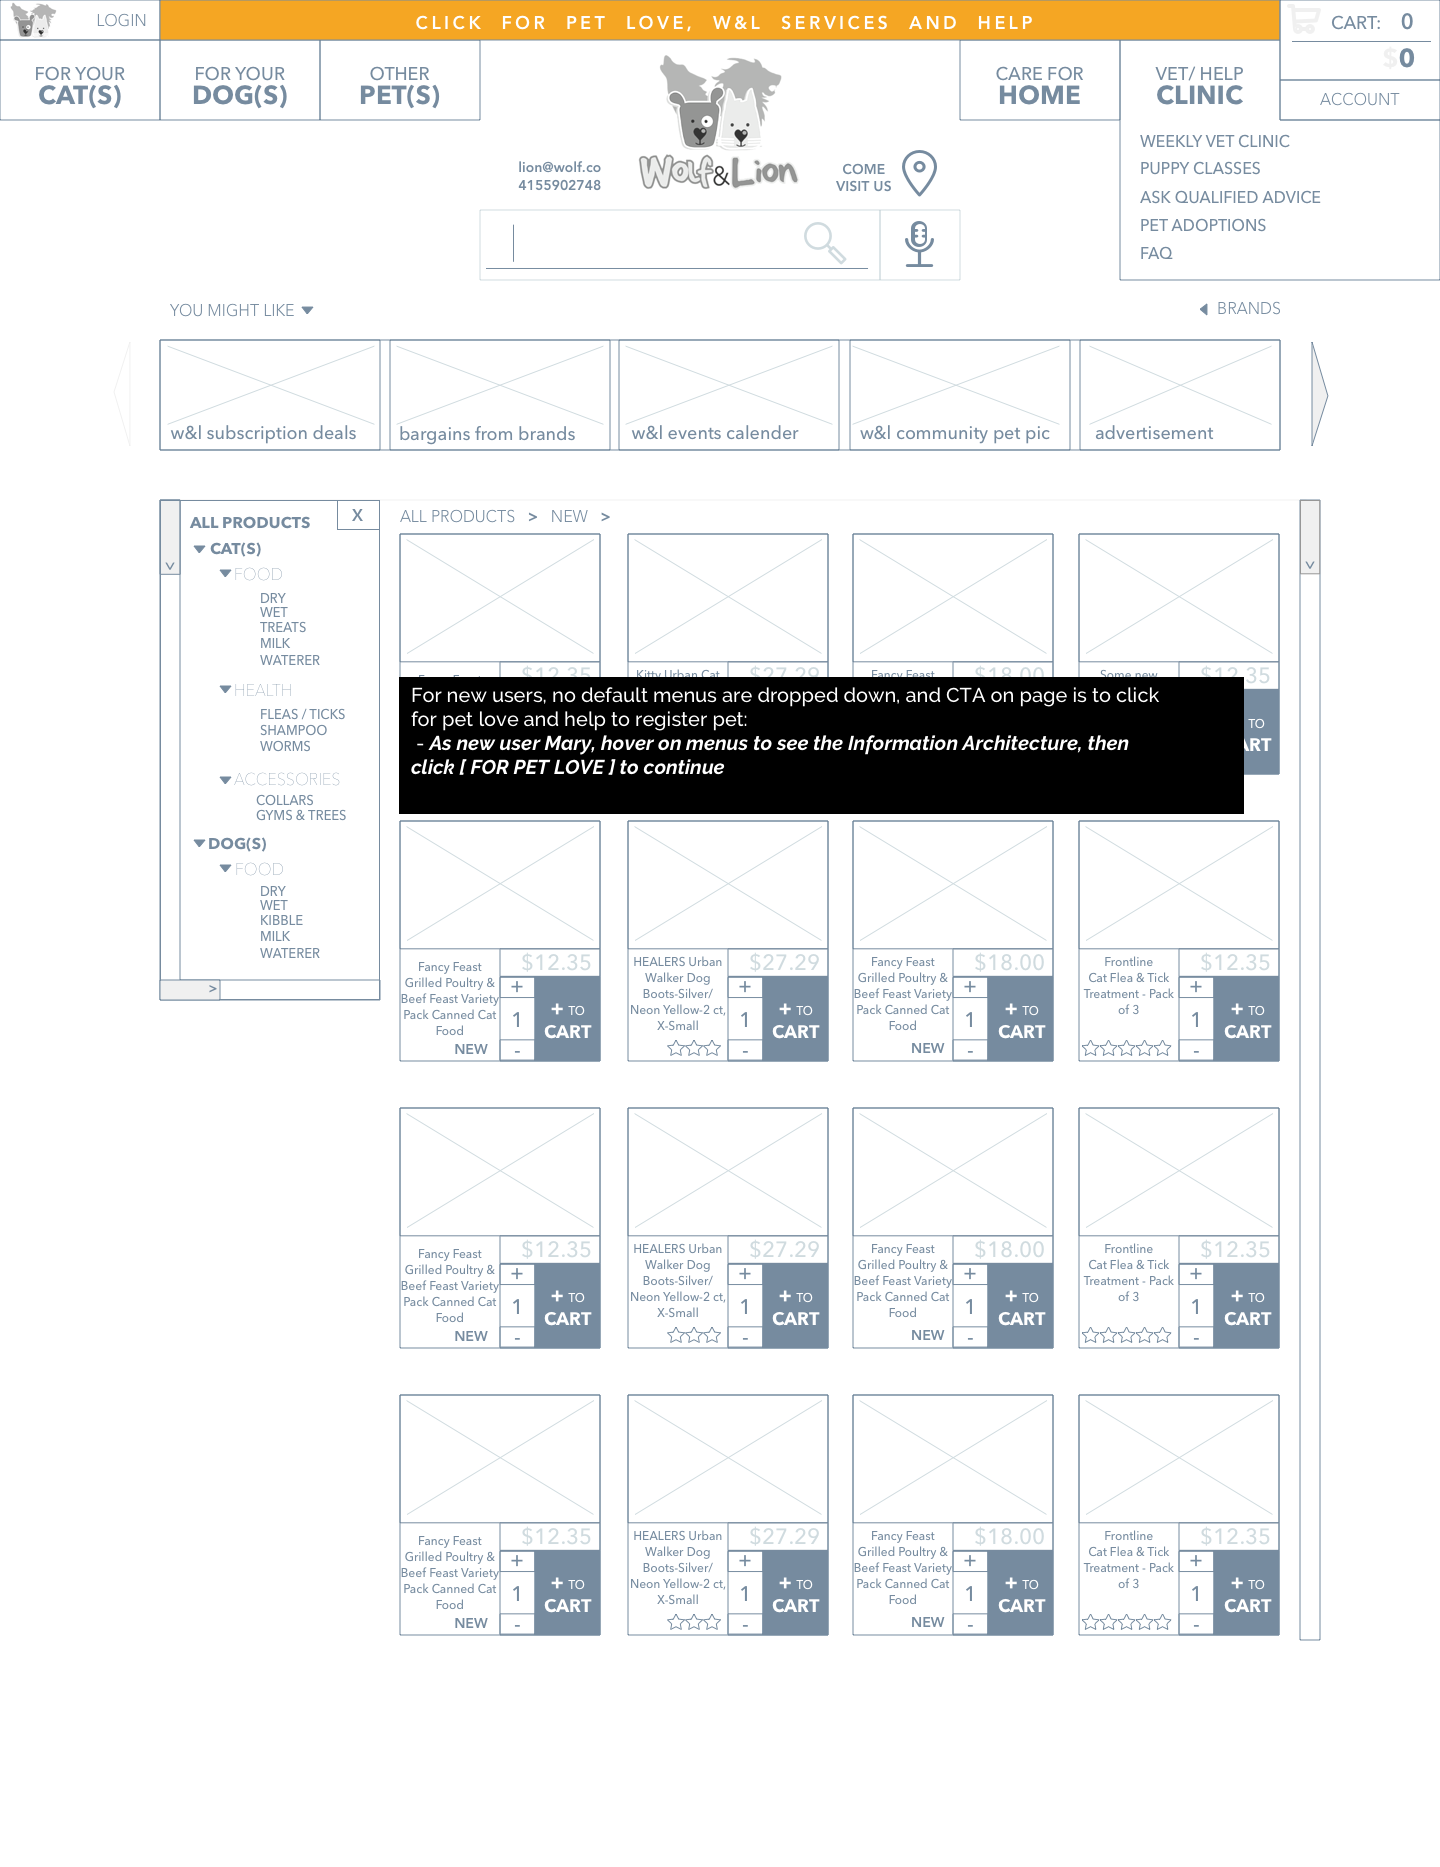 LOGIN
CLICK FOR PET LOVE, W&L SERVICES AND HELP
CART: 0
$0
ACCOUNT
FOR YOUR
CAT(S)
FOR YOUR
DOG(S)
OTHER
PET(S)
CARE FOR
HOME
VET/ HELP
CLINIC
WEEKLY VET CLINIC
PUPPY CLASSES
ASK QUALIFIED ADVICE
PET ADOPTIONS
FAQ
lion@wolf.co
4155902748
Wolf&Lion
COME
VISIT US
YOU MIGHT LIKE
BRANDS
w&l subscription deals
bargains from brands
w&l events calender
w&l community pet pic
advertisement
ALL PRODUCTS
X
CAT(S)
FOOD
DRY
WET
TREATS
MILK
WATERER
HEALTH
FLEAS / TICKS
SHAMPOO
WORMS
ACCESSORIES
COLLARS
GYMS & TREES
DOG(S)
FOOD
DRY
WET
KIBBLE
MILK
WATERER
>
ALL PRODUCTS > NEW >
$12.35
Kitty Urban Cat
$27.29
Fancy Feast
$18.00
Some new
$12.35
TO
For new users, no default menus are dropped down, and CTA on page is to click
for pet love and help to register pet:
- As new user Mary, hover on menus to see the Information Architecture, then
click [ FOR PET LOVE ] to continue
Fancy Feast
Grilled Poultry &
Beef Feast Variety
Pack Canned Cat
Food
NEW
$12.35
+
1
-
+ TO
CART
HEALERS Urban
Walker Dog
Boots-Silver/
Neon Yellow-2 ct,
X-Small
$27.29
+
1
-
+ TO
CART
Fancy Feast
Grilled Poultry &
Beef Feast Variety
Pack Canned Cat
Food
NEW
$18.00
+
1
-
+ TO
CART
Frontline
Cat Flea & Tick
Treatment - Pack
of 3
$12.35
+
1
-
+ TO
CART
Fancy Feast
Grilled Poultry &
Beef Feast Variety
Pack Canned Cat
Food
NEW
$12.35
+
1
-
+ TO
CART
HEALERS Urban
Walker Dog
Boots-Silver/
Neon Yellow-2 ct,
X-Small
$27.29
+
1
-
+ TO
CART
Fancy Feast
Grilled Poultry &
Beef Feast Variety
Pack Canned Cat
Food
NEW
$18.00
+
1
-
+ TO
CART
Frontline
Cat Flea & Tick
Treatment - Pack
of 3
$12.35
+
1
-
+ TO
CART
Fancy Feast
Grilled Poultry &
Beef Feast Variety
Pack Canned Cat
Food
NEW
$12.35
+
1
-
+ TO
CART
HEALERS Urban
Walker Dog
Boots-Silver/
Neon Yellow-2 ct,
X-Small
$27.29
+
1
-
+ TO
CART
Fancy Feast
Grilled Poultry &
Beef Feast Variety
Pack Canned Cat
Food
NEW
$18.00
+
1
-
+ TO
CART
Frontline
Cat Flea & Tick
Treatment - Pack
of 3
$12.35
+
1
-
+ TO
CART